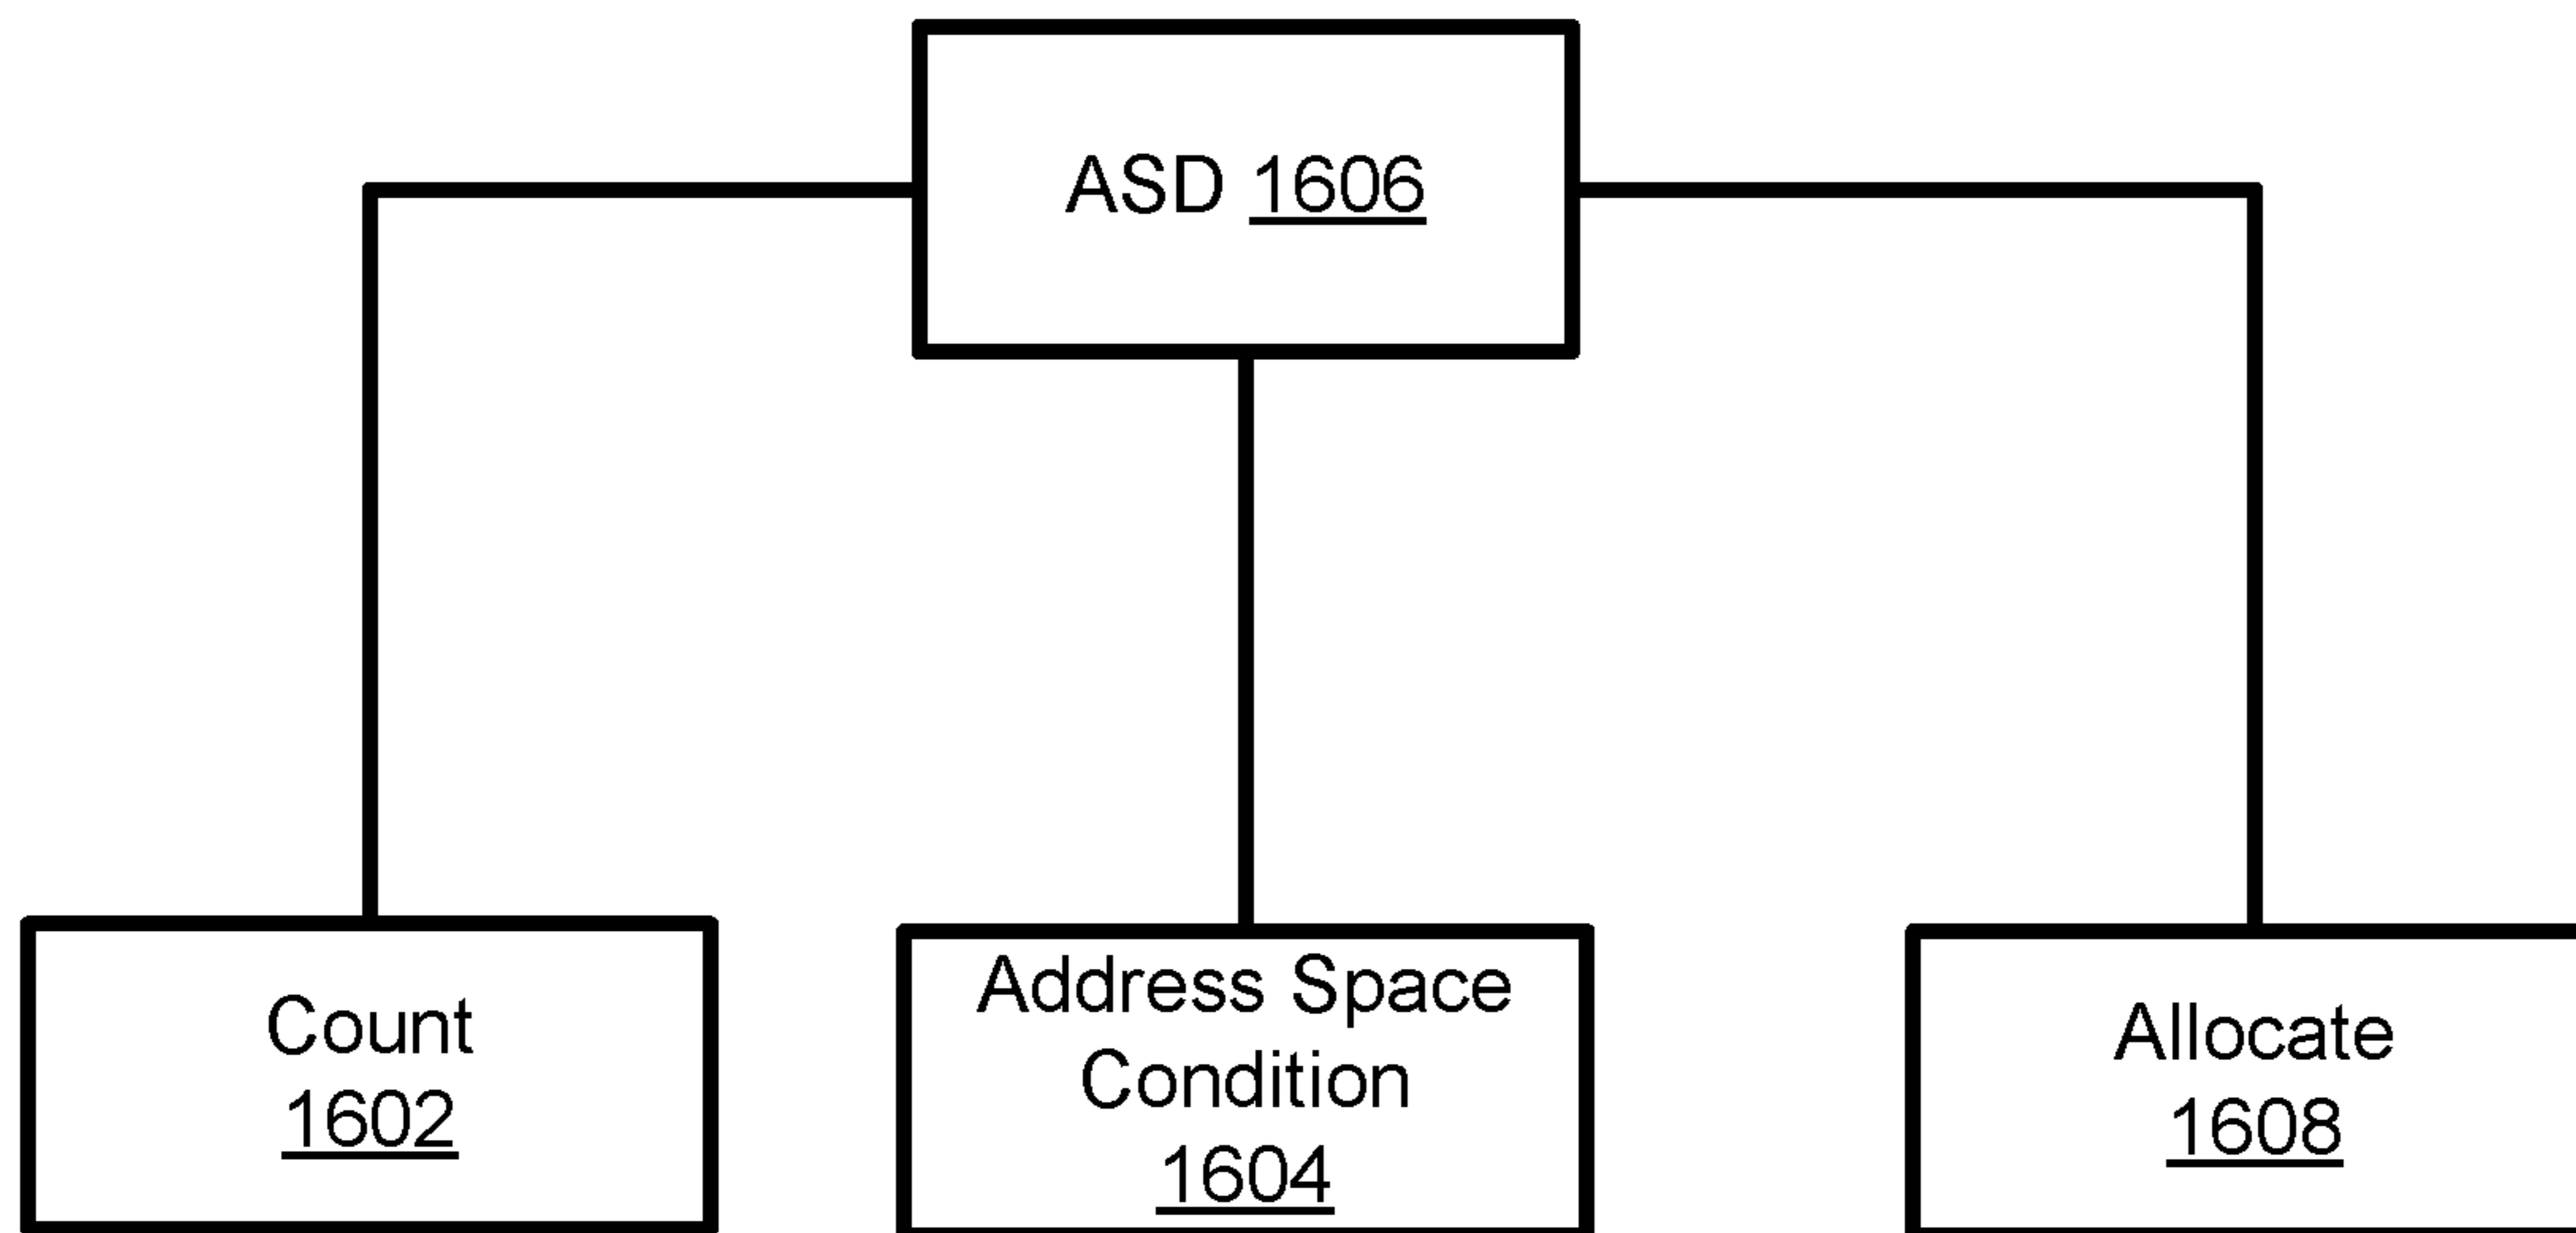 ASD 1606
Count
1602
Address Space
Condition
1604
Allocate
1608